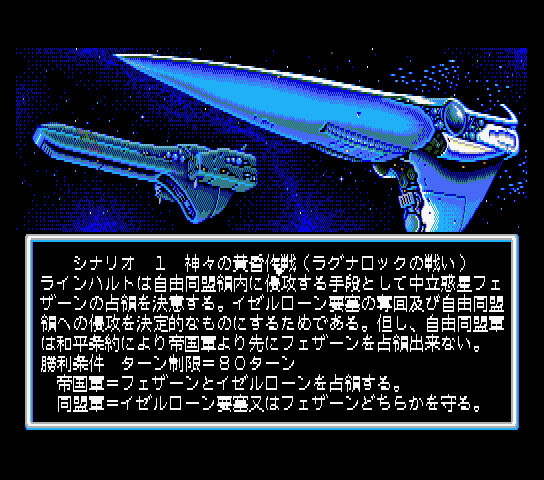 シナリオ １ 神々の黄昏作戦（ラグナロックの戦い）
ラインハルトは自由同盟領内に侵攻する手段として中立惑星フェ
ザーンの占領を決意する。イゼルローン要塞の奪回及び自由同盟
領への侵攻を決定的なものにするためである。但し、自由同盟軍
は和平条約により帝国軍より先にフェザーンを占領出来ない。
勝利条件 ターン制限＝８０ターン
帝国軍＝フェザーンとイゼルローンを占領する。
同盟軍＝イゼルローン要塞又はフェザーンどちらかを守る。